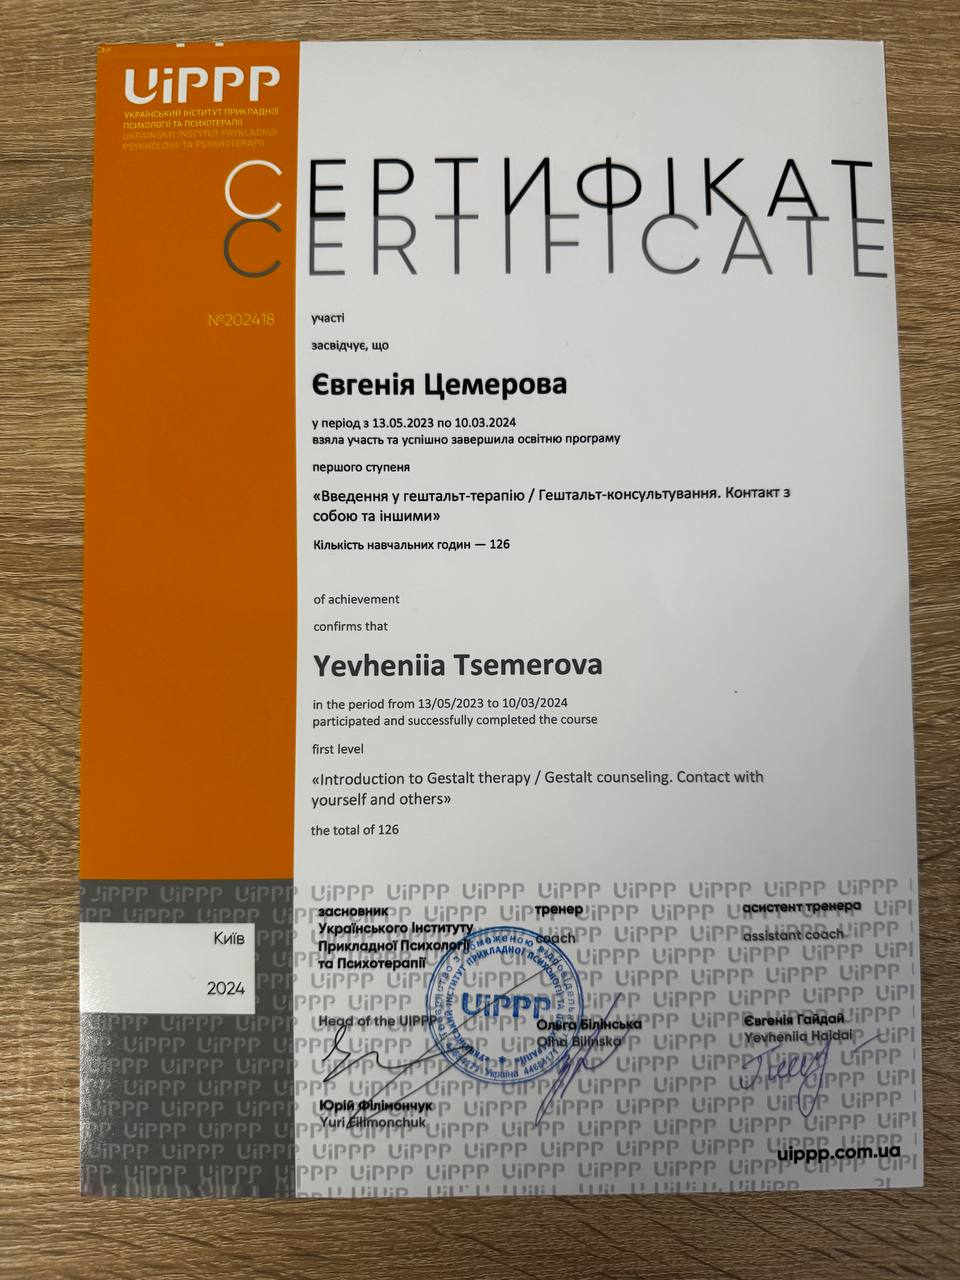 UiPPP
УКРАЇНСЬКИЙ ІНСТИТУТ ПРИКЛАДНОЇ
ПСИХОЛОГІЇ ТА ПСИХОТЕРАПІЇ
UKRAINSKYI INSTYTUT PRYKLADNOI
PSYKHOLOHII TA PSYKHOTERAPII
СЕРТИФІКАТ
CERTIFICATE
№202418
участі
засвідчує, що
Євгенія Цемерова
у період з 13.05.2023 по 10.03.2024
взяла участь та успішно завершила освітню програму
першого ступеня
«Введення у гештальт-терапію / Гештальт-консультування. Контакт з
собою та іншими»
Кількість навчальних годин — 126
of achievement
confirms that
Yevheniia Tsemerova
in the period from 13/05/2023 to 10/03/2024
participated and successfully completed the course
first level
«Introduction to Gestalt therapy / Gestalt counseling. Contact with
yourself and others»
the total of 126
Київ
2024
засновник
Українського Інституту
Прикладної Психології
та Психотерапії
Head of the UIPPP
Юрій Філімончук
Yuri Filimonchuk
тренер
coach
Ольга Білінська
Olha Bilinska
асистент тренера
assistant coach
Євгенія Гайдай
Yevheniia Hajdai
UiPPP
uippp.com.ua